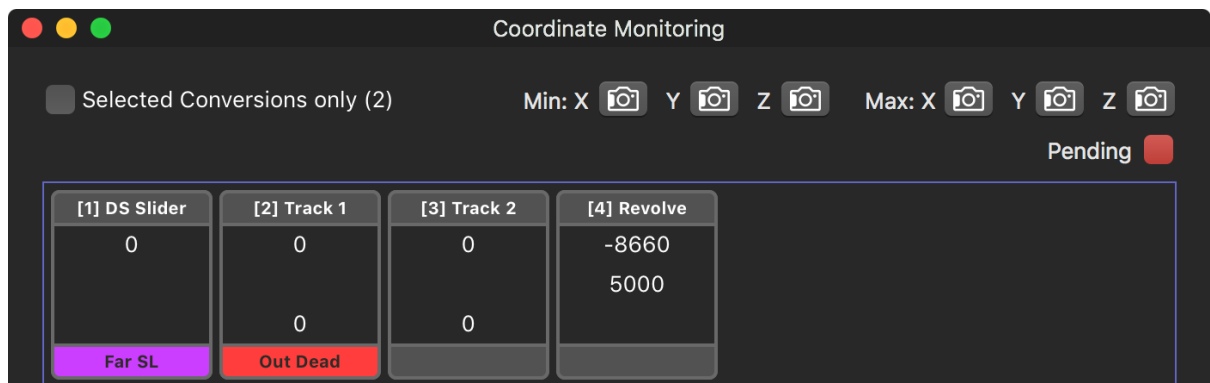 Coordinate Monitoring
Selected Conversions only (2) Min: X Y Z Max: X Y Z
Pending
[1] DS Slider [2] Track 1 [3] Track 2 [4] Revolve
0 0 0 -8660
5000
0 0
Far SL Out Dead